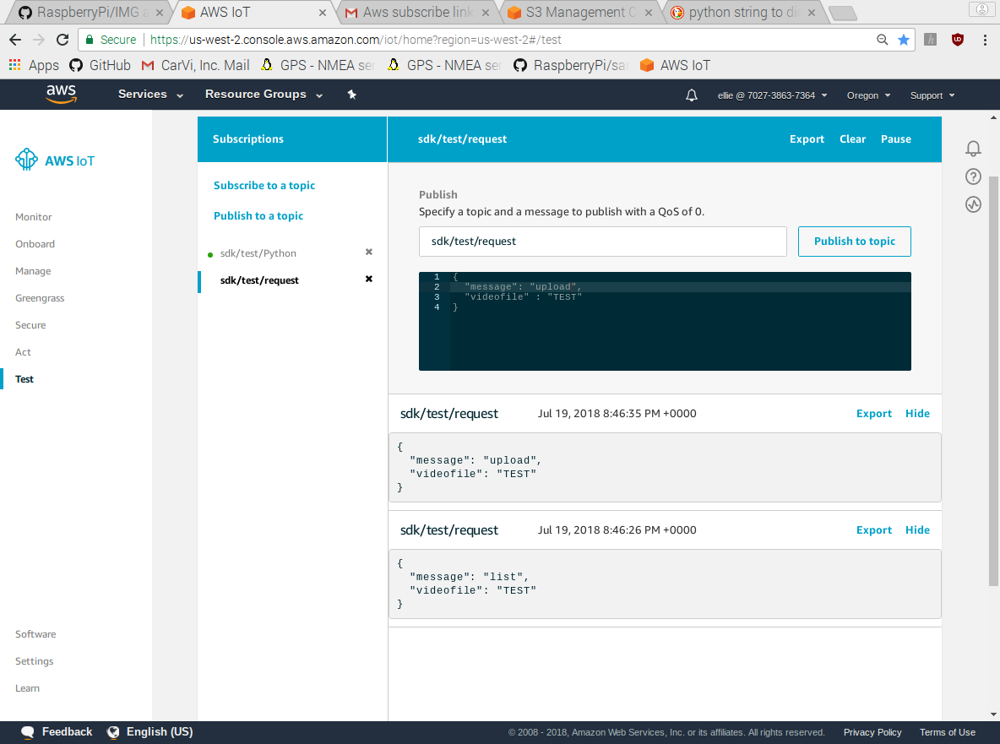 RaspberryPi/IMG a
AWS IoT
Aws subscribe link
S3 Management C
python string to di
Secure https://us-west-2.console.aws.amazon.com/iot/home?region=us-west-2#/test
Apps GitHub CarVi, Inc. Mail GPS - NMEA sen GPS - NMEA sen RaspberryPi/sar AWS IoT
aws Services Resource Groups ellie @ 7027-3863-7364 Oregon Support
AWS IoT
Monitor
Onboard
Manage
Greengrass
Secure
Act
Test
Software
Settings
Learn
Subscriptions
Subscribe to a topic
Publish to a topic
sdk/test/Python
sdk/test/request
sdk/test/request Export Clear Pause
Publish
Specify a topic and a message to publish with a QoS of 0.
sdk/test/request Publish to topic
1 {
2 "message": "upload",
3 "videofile" : "TEST"
4 }
sdk/test/request Jul 19, 2018 8:46:35 PM +0000 Export Hide
{
"message": "upload",
"videofile": "TEST"
}
sdk/test/request Jul 19, 2018 8:46:26 PM +0000 Export Hide
{
"message": "list",
"videofile": "TEST"
}
Feedback English (US) © 2008 - 2018, Amazon Web Services, Inc. or its affiliates. All rights reserved. Privacy Policy Terms of Use